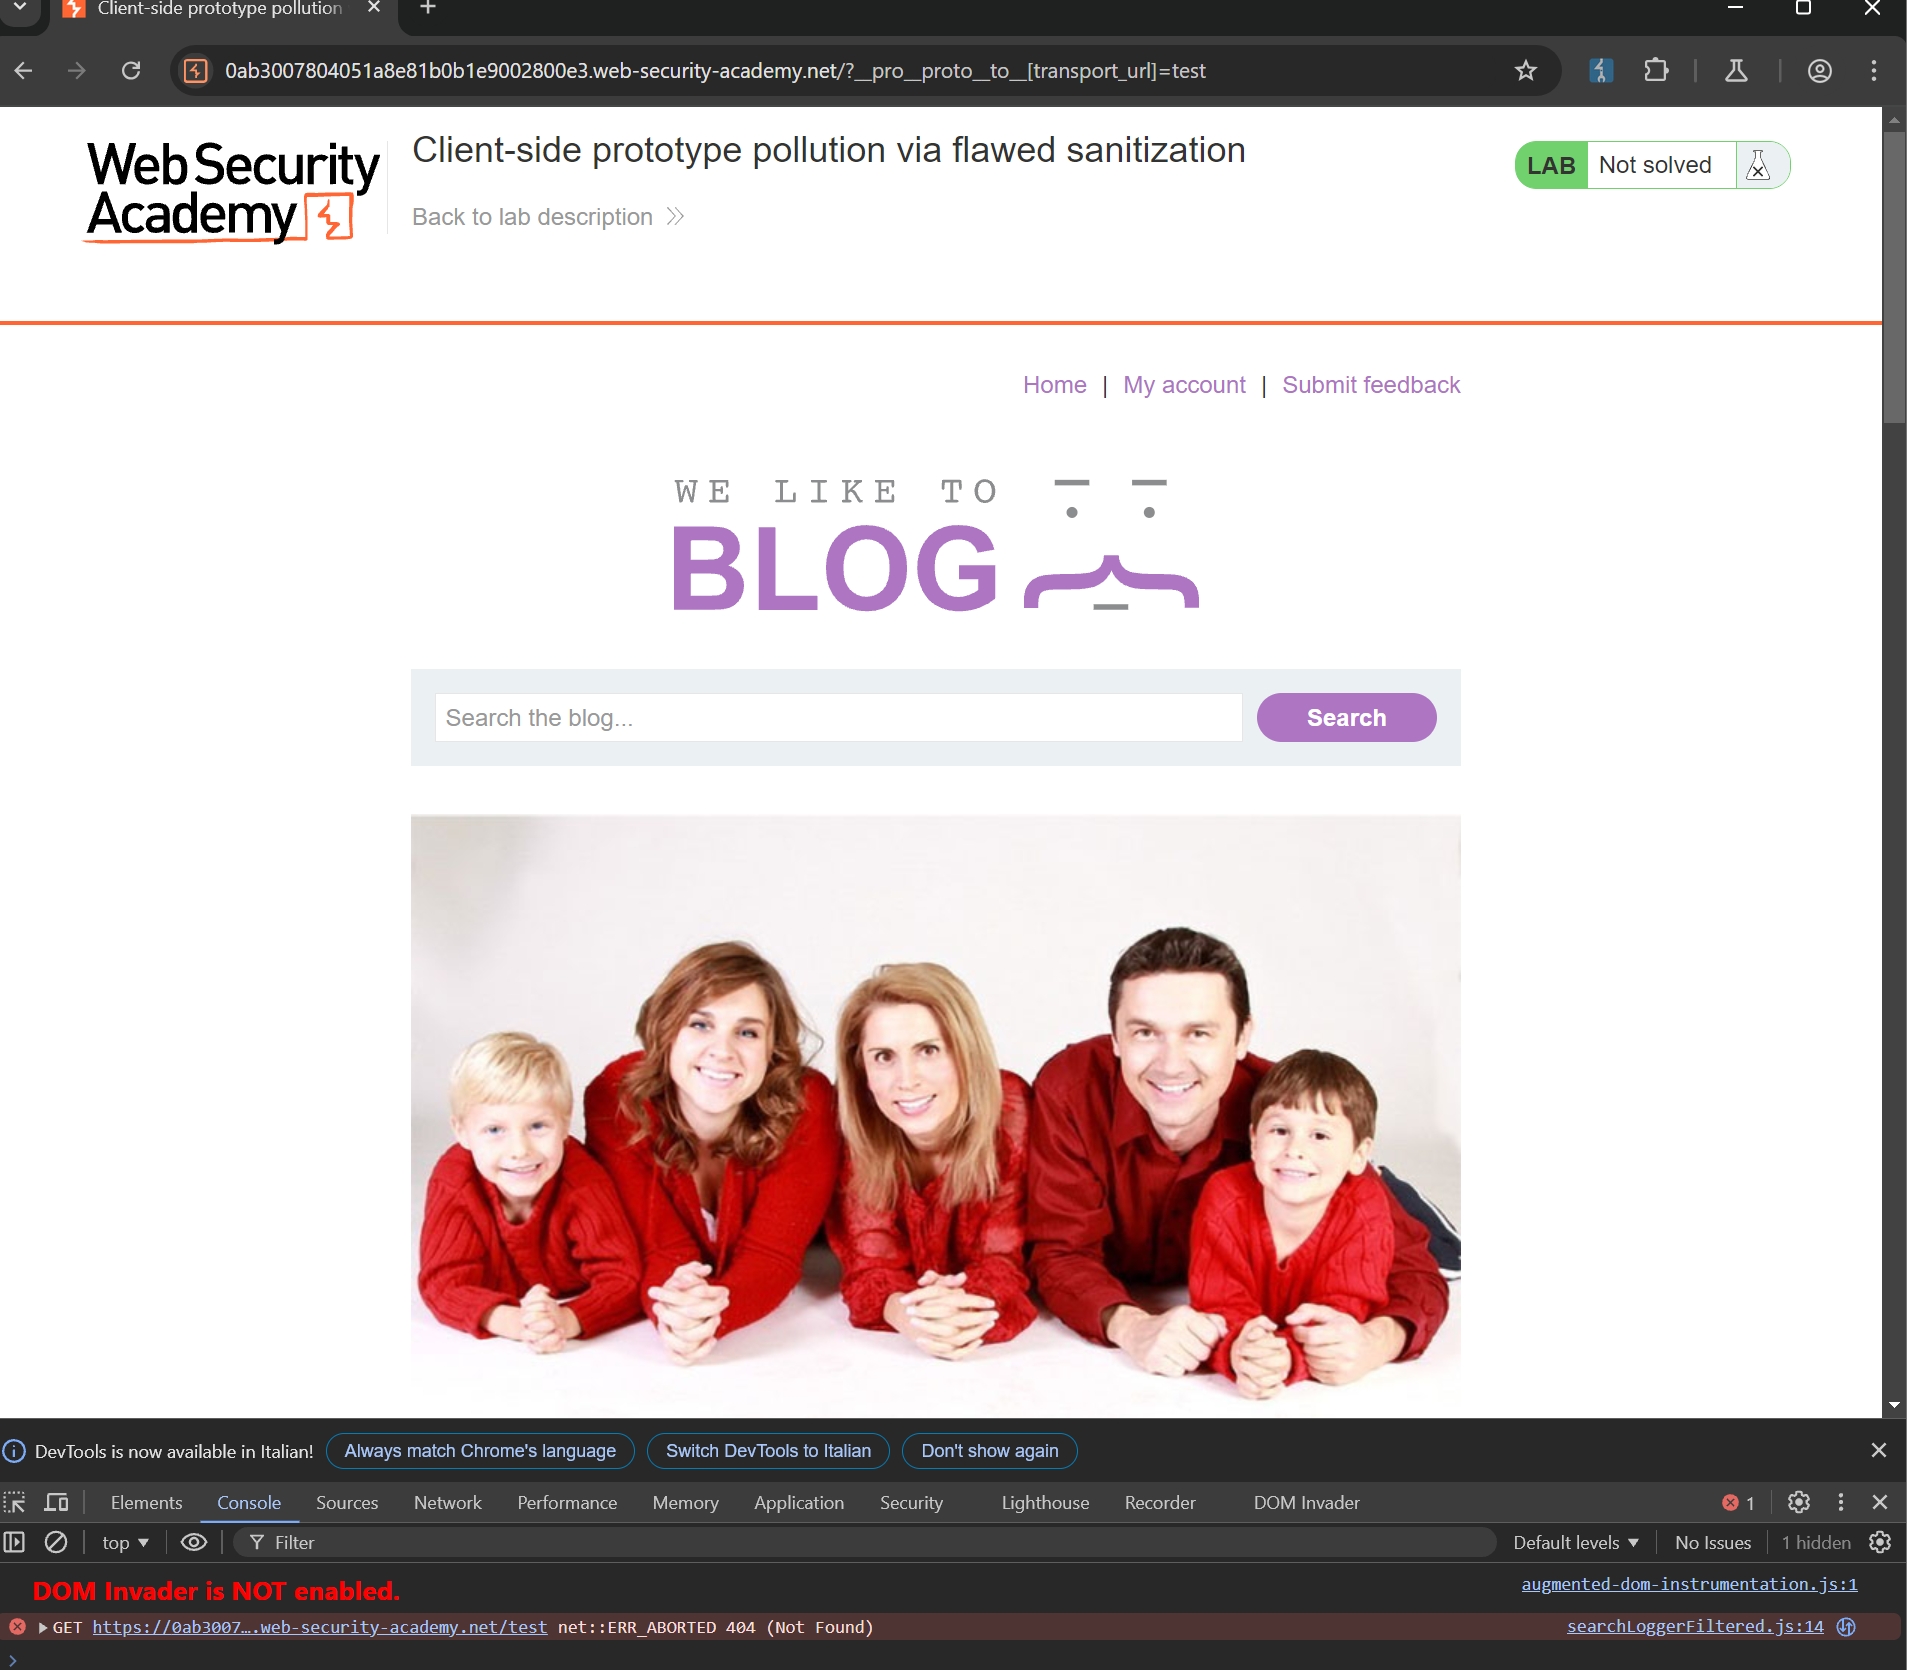 Client-side prototype pollution
0ab3007804051a8e81b0b1e9002800e3.web-security-academy.net/?__pro__proto__to__[transport_url]=test
Web Security
Academy
Client-side prototype pollution via flawed sanitization
Back to lab description
LAB Not solved
Home | My account | Submit feedback
WE LIKE TO
BLOG
Search the blog...
Search
DevTools is now available in Italian! Always match Chrome's language Switch DevTools to Italian Don't show again
Elements Console Sources Network Performance Memory Application Security Lighthouse Recorder DOM Invader 1
top Filter Default levels No Issues 1 hidden
DOM Invader is NOT enabled. augmented-dom-instrumentation.js:1
GET https://0ab3007….web-security-academy.net/test net::ERR_ABORTED 404 (Not Found) searchLoggerFiltered.js:14